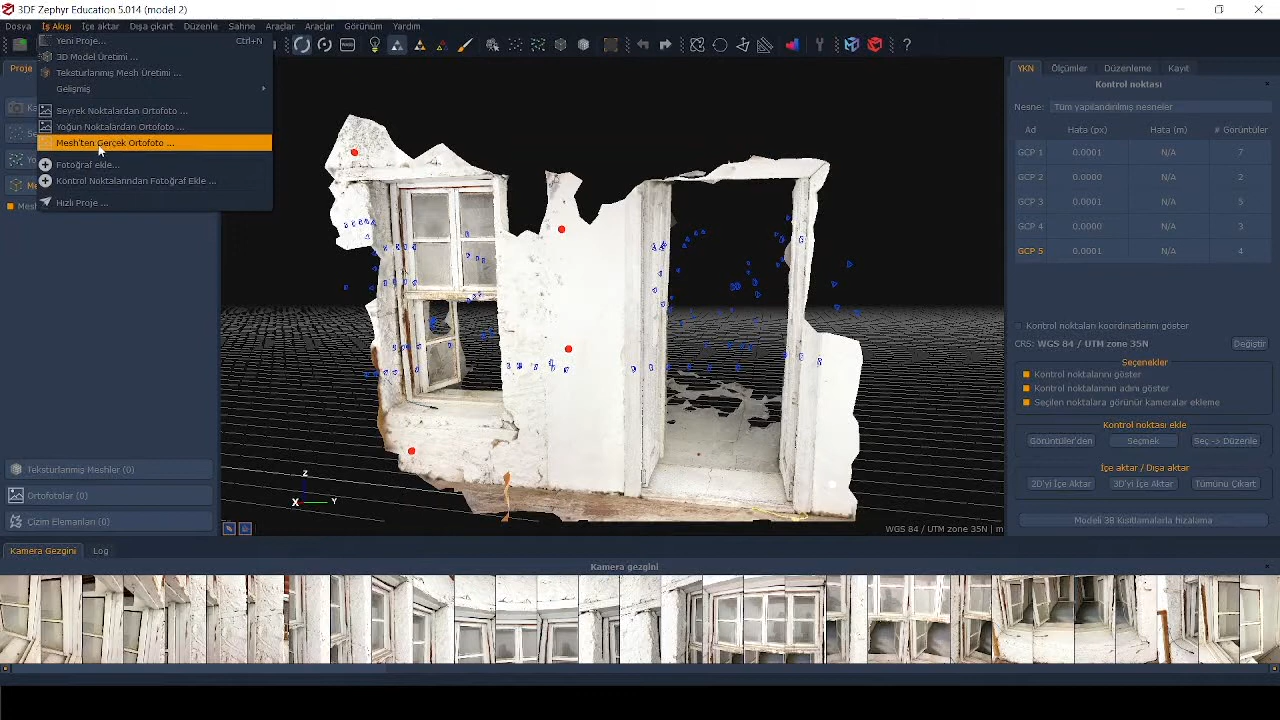 3DF Zephyr Education 5.014 (model 2)
Dosya İş Akışı İçe aktar Dışa çıkart Düzenle Sahne Araçlar Araçlar Görünüm Yardım
Yeni Proje... Ctrl+N
3D Model Üretimi ...
Teksturlanmış Mesh Üretimi ...
Gelişmiş
Seyrek Noktalardan Ortofoto ...
Yoğun Noktalardan Ortofoto ...
Mesh'ten Gerçek Ortofoto ...
Fotoğraf ekle...
Kontrol Noktalarından Fotoğraf Ekle ...
Hızlı Proje ...
Proje
Mesh
Teksturlanmış Meshler (0)
Ortofotolar (0)
Çizim Elemanları (0)
Z
X Y
WGS 84 / UTM zone 35N | m
YKN Ölçümler Düzenleme Kayıt
Kontrol noktası
Nesne: Tüm yapılandırılmış nesneler
Ad Hata (px) Hata (m) # Görüntüler
GCP 1 0.0001 N/A 7
GCP 2 0.0000 N/A 2
GCP 3 0.0001 N/A 5
GCP 4 0.0000 N/A 3
GCP 5 0.0001 N/A 4
Kontrol noktaları koordinatlarını göster
CRS: WGS 84 / UTM zone 35N Değiştir
Seçenekler
Kontrol noktalarını göster
Kontrol noktalarının adını göster
Seçilen noktalara görünür kameralar ekleme
Kontrol noktası ekle
Görüntüler'den Seçmek Seç -> Düzenle
İçe aktar / Dışa aktar
2D'yi İçe Aktar 3D'yi İçe Aktar Tümünü Çıkart
Modeli 3B Kısıtlamalarla hizalama
Kamera Gezgini Log
Kamera gezgini